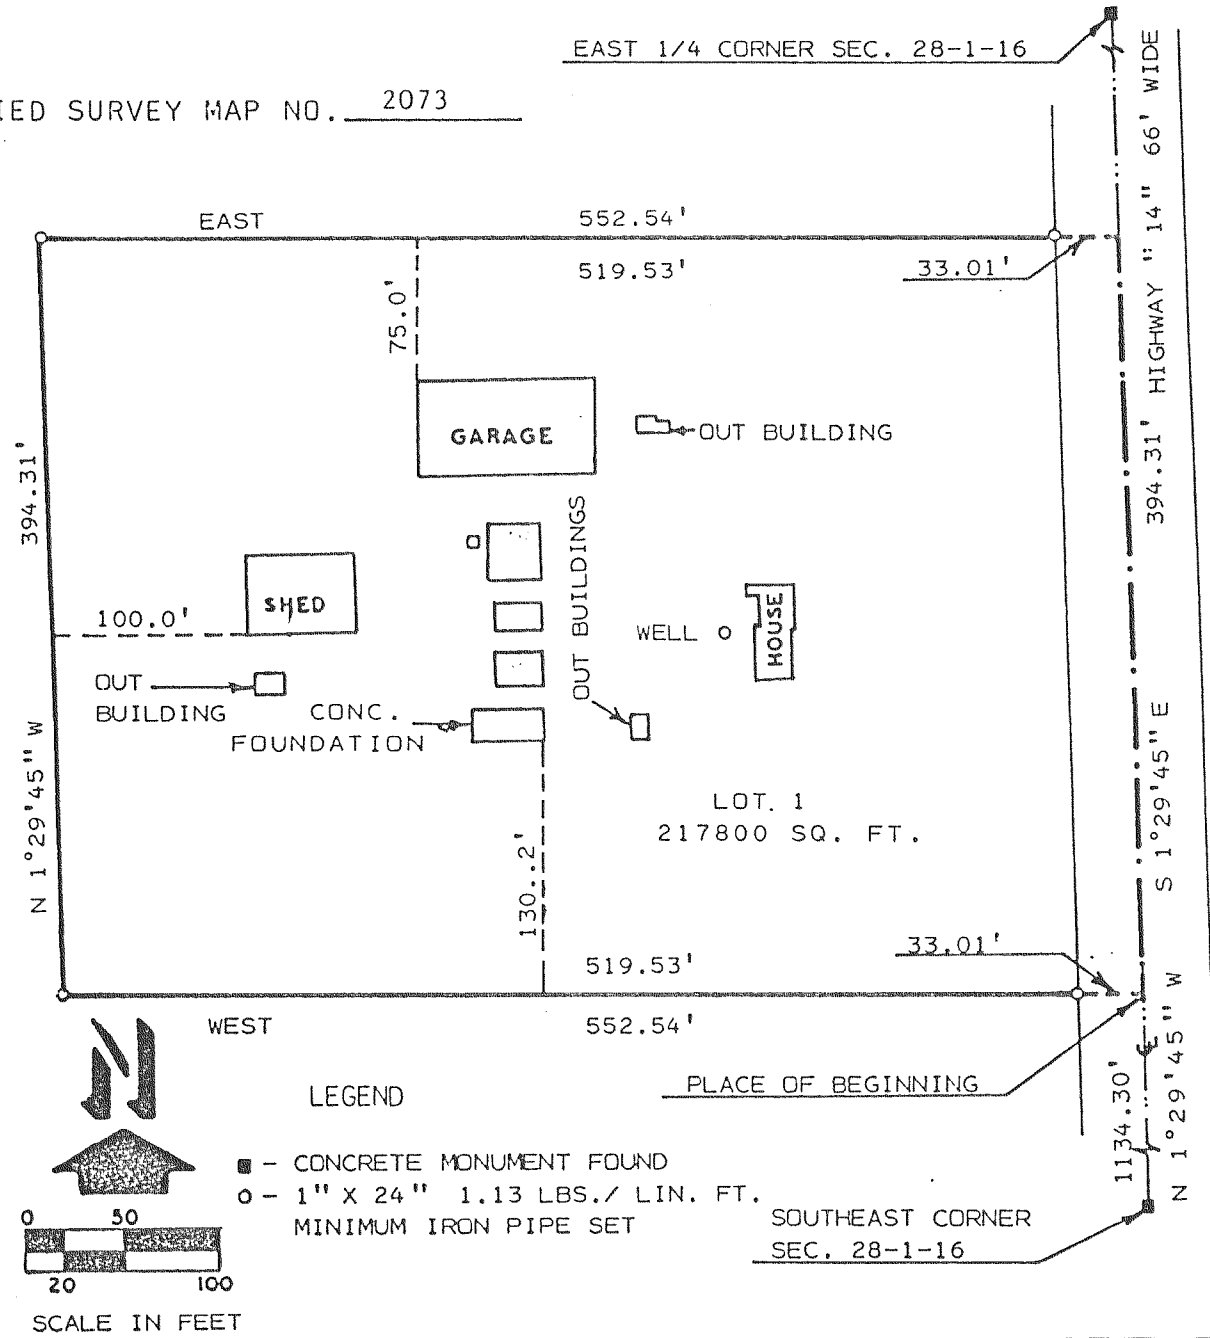 EAST 1/4 CORNER SEC. 28-1-16
IED SURVEY MAP NO. 2073
HIGHWAY "14" 66' WIDE
EAST
552.54'
519.53'
33.01'
75.0'
GARAGE
OUT BUILDING
394.31'
394.31'
OUT BUILDINGS
SHED
100.0'
WELL
HOUSE
OUT
BUILDING
CONC.
FOUNDATION
N 1°29'45" W
S 1°29'45" E
LOT. 1
217800 SQ. FT.
130..2'
519.53'
33.01'
WEST
552.54'
N
PLACE OF BEGINNING
1134.30'
N 1°29'45" W
LEGEND
- CONCRETE MONUMENT FOUND
- 1" X 24" 1.13 LBS./ LIN. FT.
MINIMUM IRON PIPE SET
SOUTHEAST CORNER
SEC. 28-1-16
0 50
20 100
SCALE IN FEET